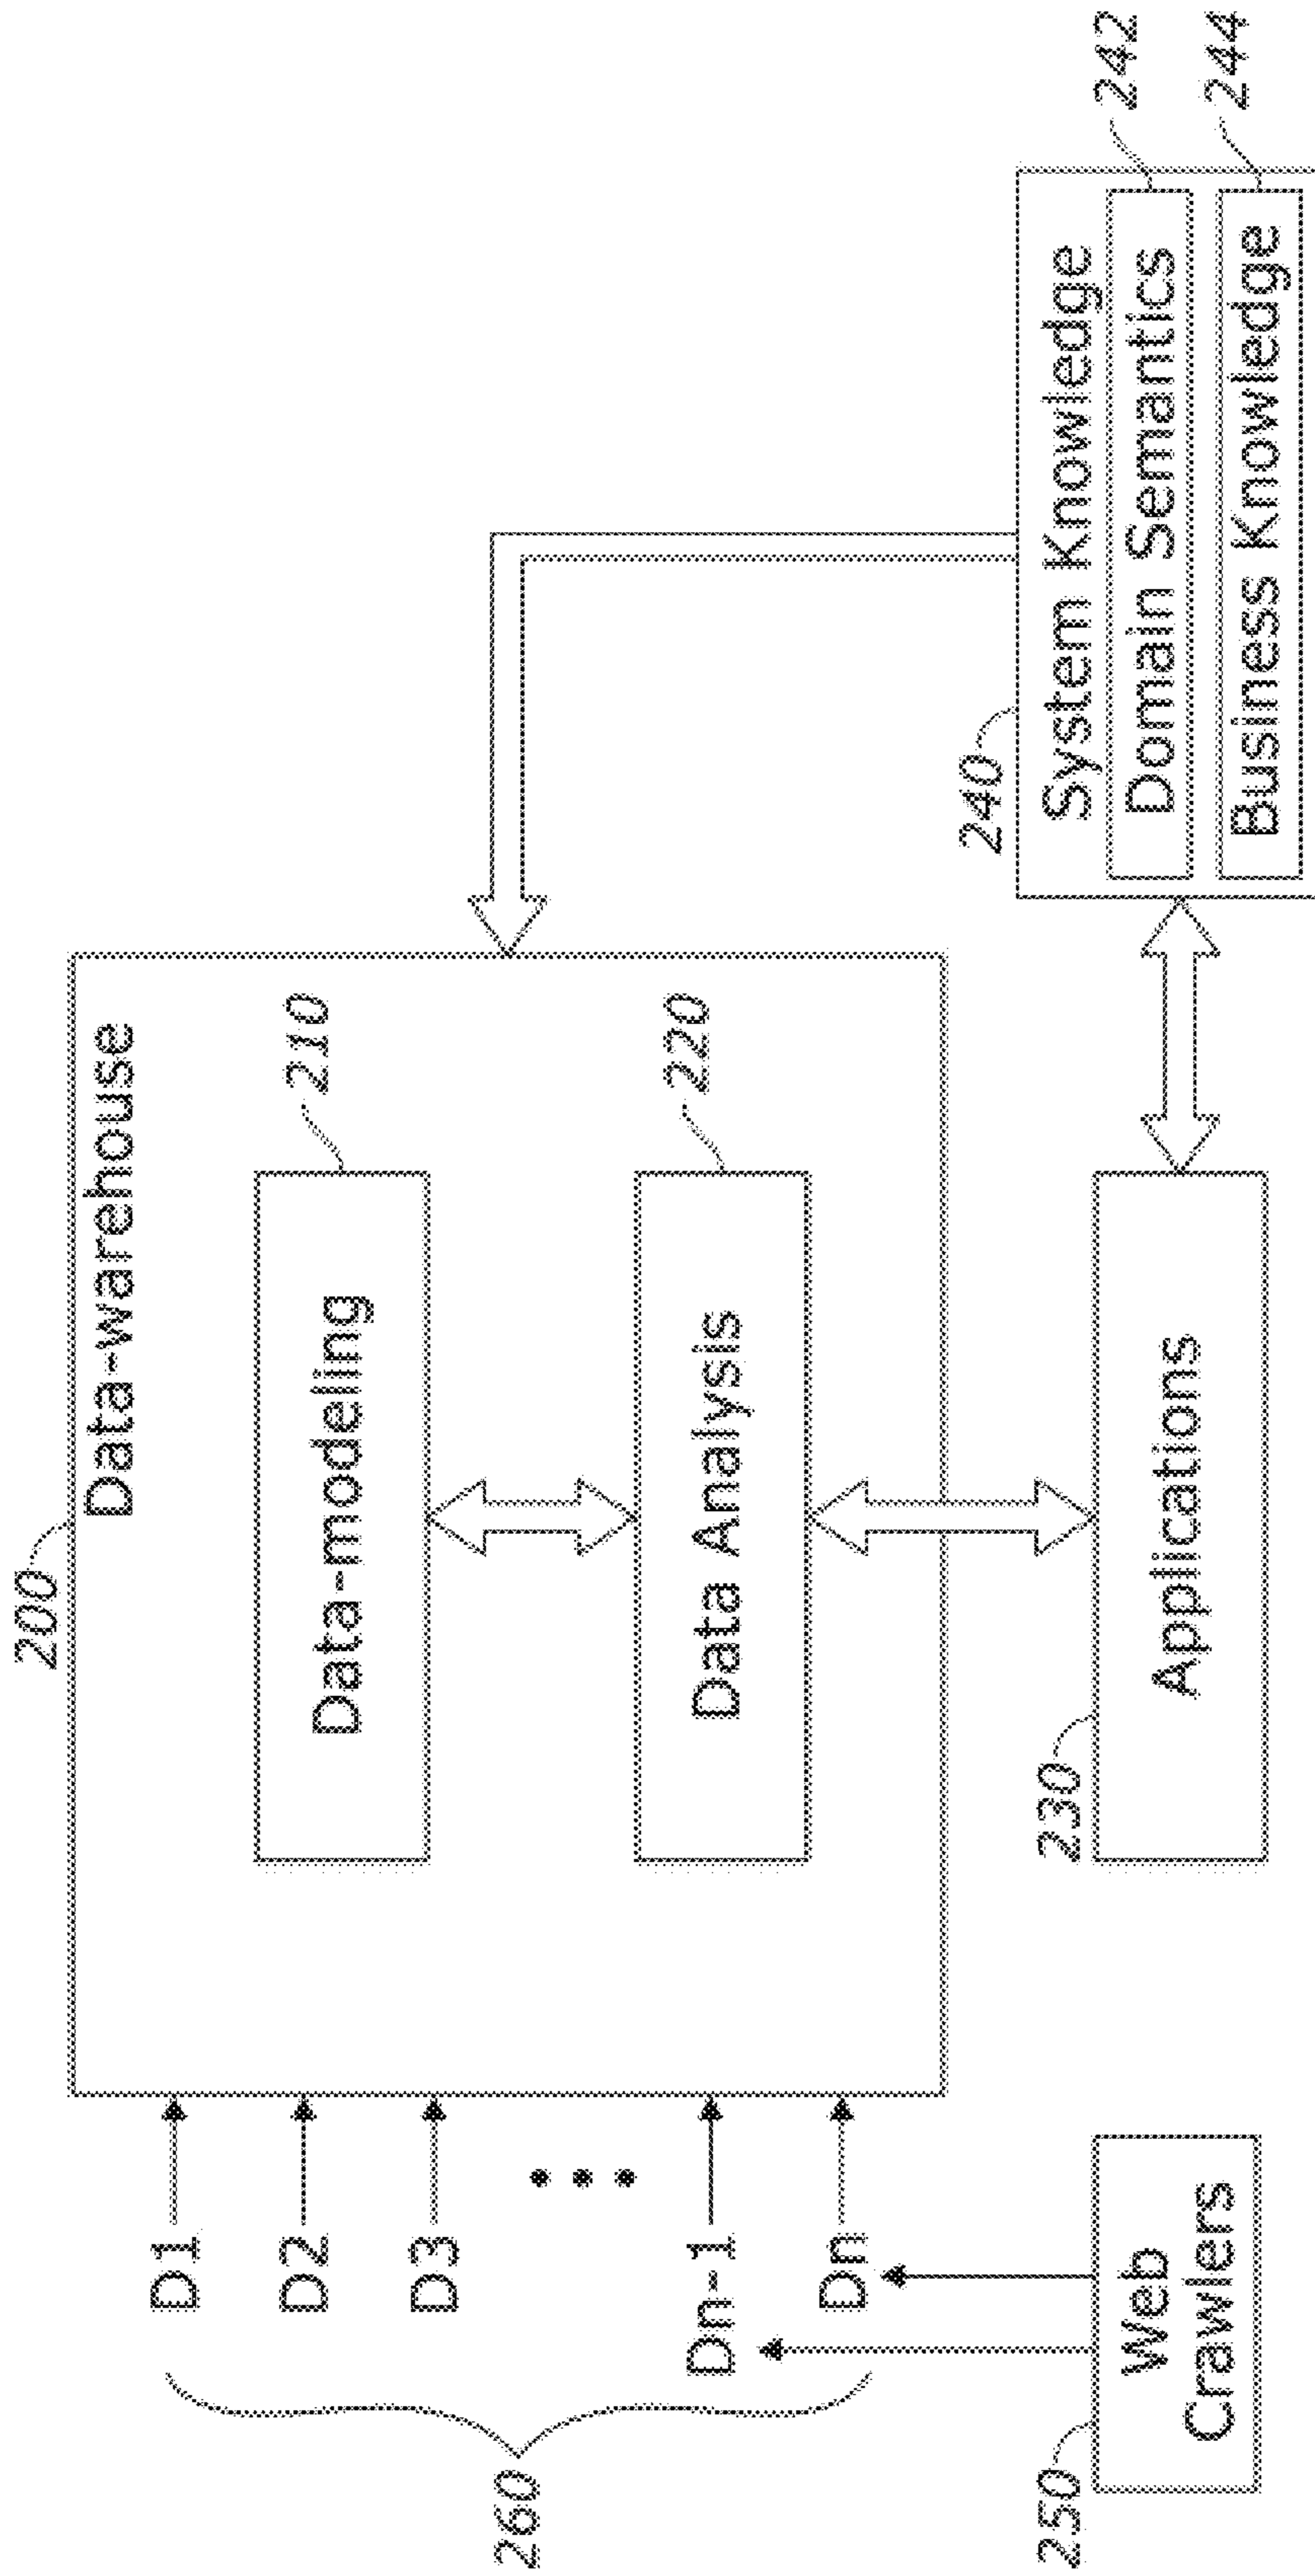 200
Data-warehouse
D1
D2
D3
Dn-1
Dn
260
Data-modeling
210
Data Analysis
220
240
System Knowledge
Domain Semantics
242
Business Knowledge
244
230
Applications
250
Web
Crawlers